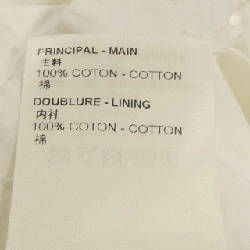 PRINCIPAL - MAIN
主料
100% COTON - COTTON
棉
DOUBLURE - LINING
内衬
100% COTON - COTTON
棉